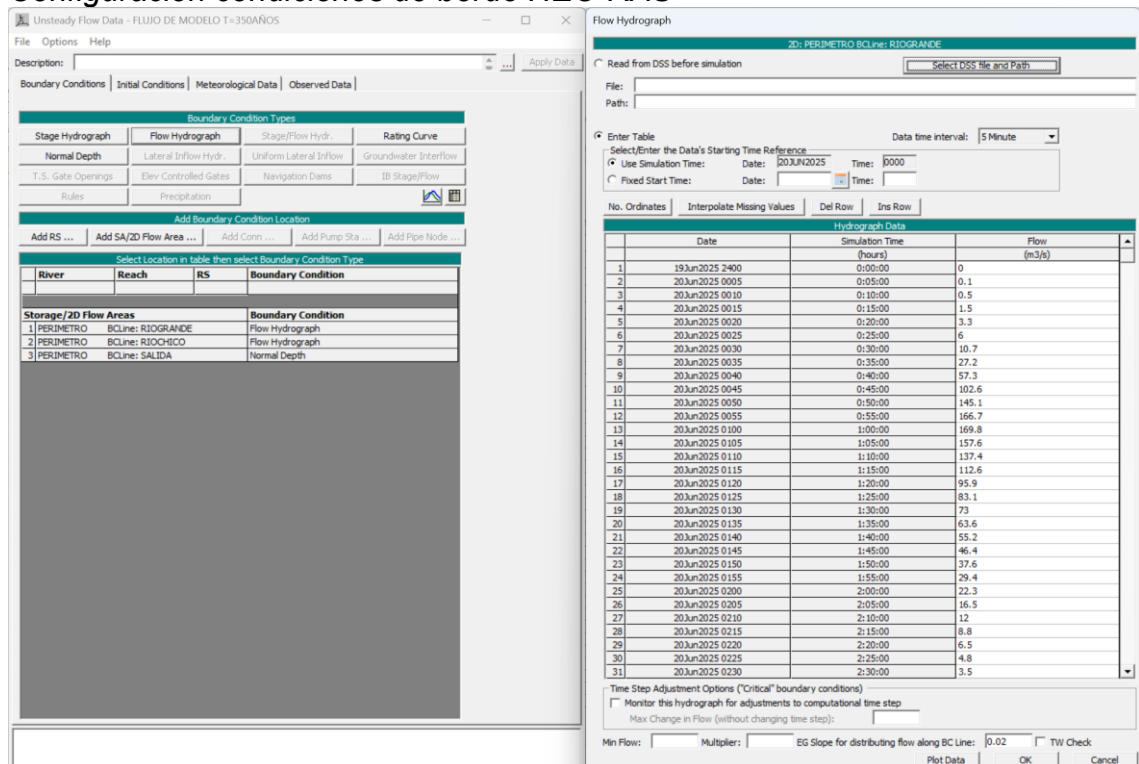 Configuración condiciones de borde HEC-RAS
Unsteady Flow Data - FLUJO DE MODELO T=350AÑOS
File Options Help
Description: ... Apply Data
Boundary Conditions Initial Conditions Meteorological Data Observed Data
Boundary Condition Types
Stage Hydrograph Flow Hydrograph Stage/Flow Hydr. Rating Curve
Normal Depth Lateral Inflow Hydr. Uniform Lateral Inflow Groundwater Interflow
T.S. Gate Openings Elev Controlled Gates Navigation Dams IB Stage/Flow
Rules Precipitation
Add Boundary Condition Location
Add RS ... Add SA/2D Flow Area ... Add Conn ... Add Pump Sta ... Add Pipe Node ...
Select Location in table then select Boundary Condition Type
River Reach RS Boundary Condition
Storage/2D Flow Areas Boundary Condition
1 PERIMETRO BCLine: RIOGRANDE Flow Hydrograph
2 PERIMETRO BCLine: RIOCHICO Flow Hydrograph
3 PERIMETRO BCLine: SALIDA Normal Depth
Flow Hydrograph
2D: PERIMETRO BCLine: RIOGRANDE
Read from DSS before simulation Select DSS file and Path
File:
Path:
Enter Table Data time interval: 5 Minute
Select/Enter the Data's Starting Time Reference
Use Simulation Time: Date: 20JUN2025 Time: 0000
Fixed Start Time: Date: Time:
No. Ordinates Interpolate Missing Values Del Row Ins Row
Hydrograph Data
Date Simulation Time Flow
(hours) (m3/s)
1 19Jun2025 2400 0:00:00 0
2 20Jun2025 0005 0:05:00 0.1
3 20Jun2025 0010 0:10:00 0.5
4 20Jun2025 0015 0:15:00 1.5
5 20Jun2025 0020 0:20:00 3.3
6 20Jun2025 0025 0:25:00 6
7 20Jun2025 0030 0:30:00 10.7
8 20Jun2025 0035 0:35:00 27.2
9 20Jun2025 0040 0:40:00 57.3
10 20Jun2025 0045 0:45:00 102.6
11 20Jun2025 0050 0:50:00 145.1
12 20Jun2025 0055 0:55:00 166.7
13 20Jun2025 0100 1:00:00 169.8
14 20Jun2025 0105 1:05:00 157.6
15 20Jun2025 0110 1:10:00 137.4
16 20Jun2025 0115 1:15:00 112.6
17 20Jun2025 0120 1:20:00 95.9
18 20Jun2025 0125 1:25:00 83.1
19 20Jun2025 0130 1:30:00 73
20 20Jun2025 0135 1:35:00 63.6
21 20Jun2025 0140 1:40:00 55.2
22 20Jun2025 0145 1:45:00 46.4
23 20Jun2025 0150 1:50:00 37.6
24 20Jun2025 0155 1:55:00 29.4
25 20Jun2025 0200 2:00:00 22.3
26 20Jun2025 0205 2:05:00 16.5
27 20Jun2025 0210 2:10:00 12
28 20Jun2025 0215 2:15:00 8.8
29 20Jun2025 0220 2:20:00 6.5
30 20Jun2025 0225 2:25:00 4.8
31 20Jun2025 0230 2:30:00 3.5
Time Step Adjustment Options ("Critical" boundary conditions)
Monitor this hydrograph for adjustments to computational time step
Max Change in Flow (without changing time step):
Min Flow: Multiplier: EG Slope for distributing flow along BC Line: 0.02 TW Check
Plot Data OK Cancel